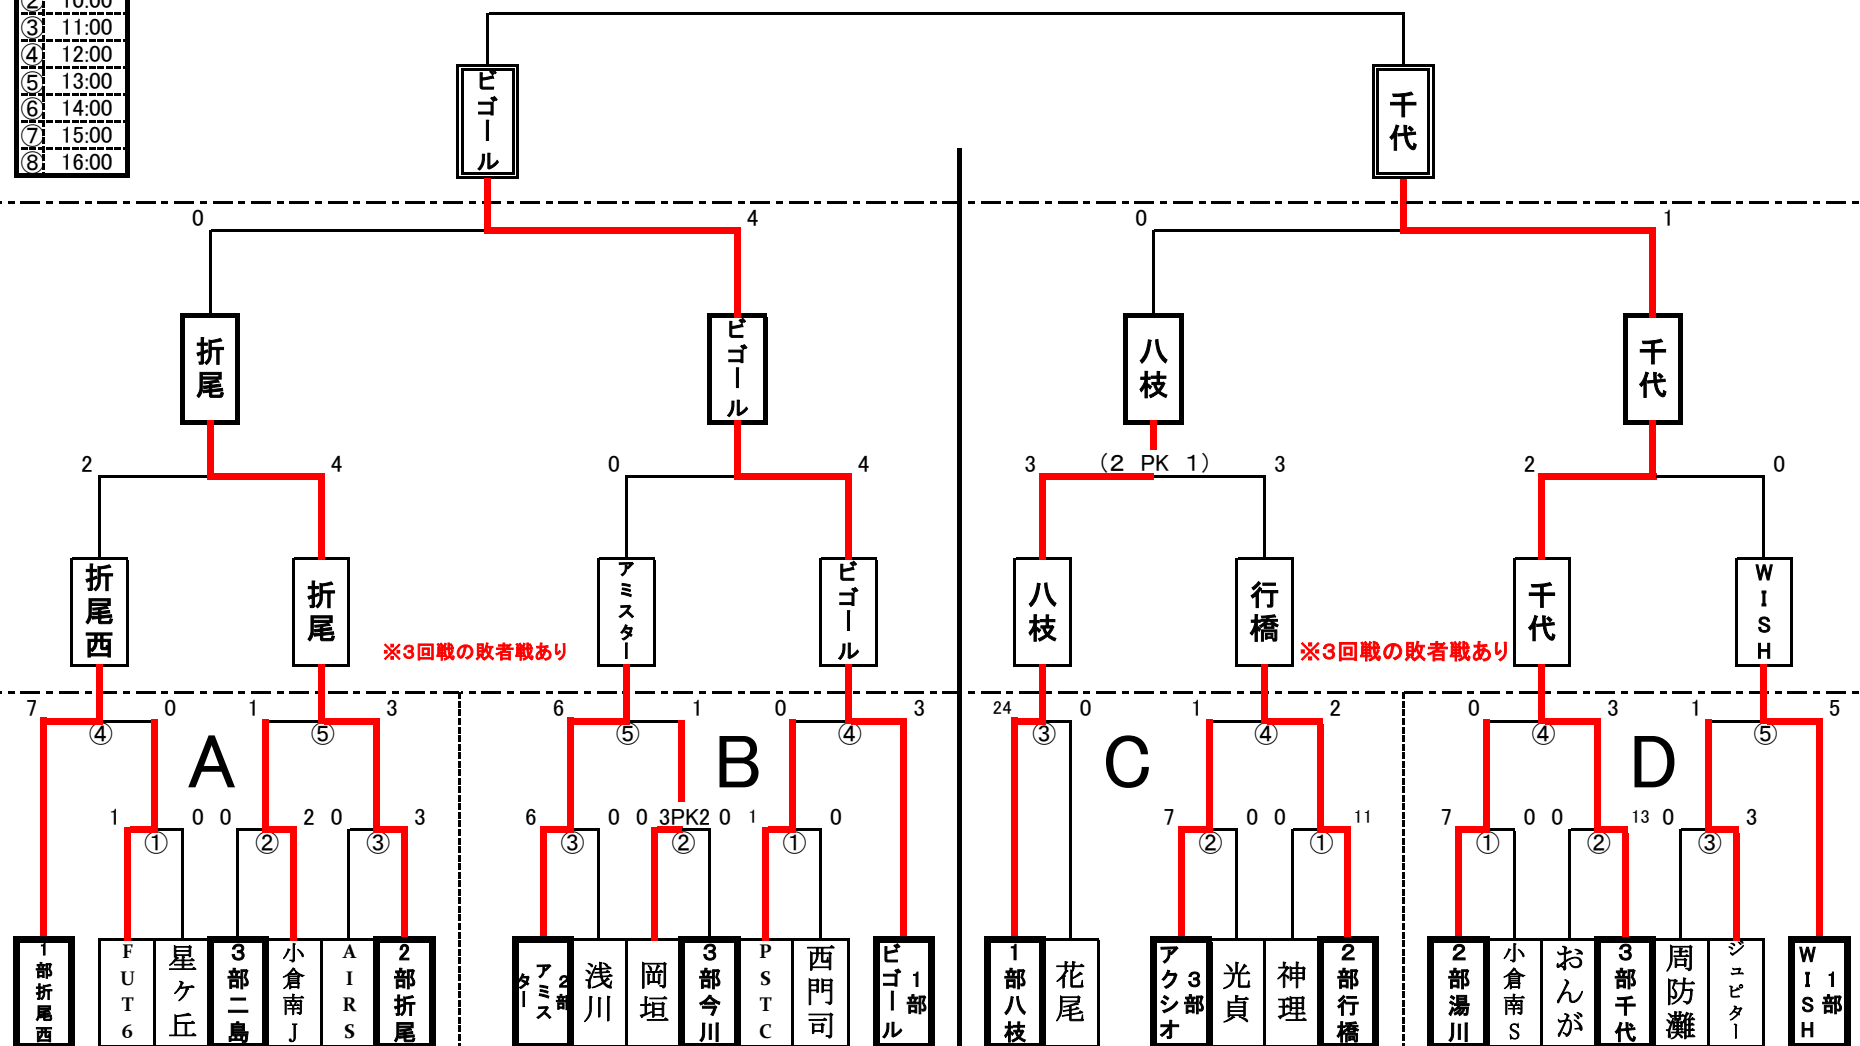 ② 10:00
③ 11:00
④ 12:00
⑤ 13:00
⑥ 14:00
⑦ 15:00
⑧ 16:00
ビゴール
千代
0 4 0 1
折尾
ビゴール
八枝
千代
2 4 0 4 3 (2 PK 1) 3 2 0
折尾西
折尾
アミスター
ビゴール
八枝
行橋
千代
WISH
※3回戦の敗者戦あり
※3回戦の敗者戦あり
7 0 1 3 6 1 0 3 24 0 1 2 0 3 1 5
④ ⑤ ⑤ ④ ③ ④ ④ ⑤
A B C D
1 0 0 2 0 3 6 0 0 3PK2 0 1 0 7 0 0 11 7 0 0 13 0 3
① ② ③ ③ ② ① ② ① ① ② ③
1部折尾西
FUT6
星ケ丘
3部二島
小倉南J
AIRS
2部折尾
2部アミスター
浅川
岡垣
3部今川
PSTC
西門司
1部ビゴール
1部八枝
花尾
3部アクシオ
光貞
神理
2部行橋
2部湯川
小倉南S
おんが
3部千代
周防灘
ジュピター
1部WISH